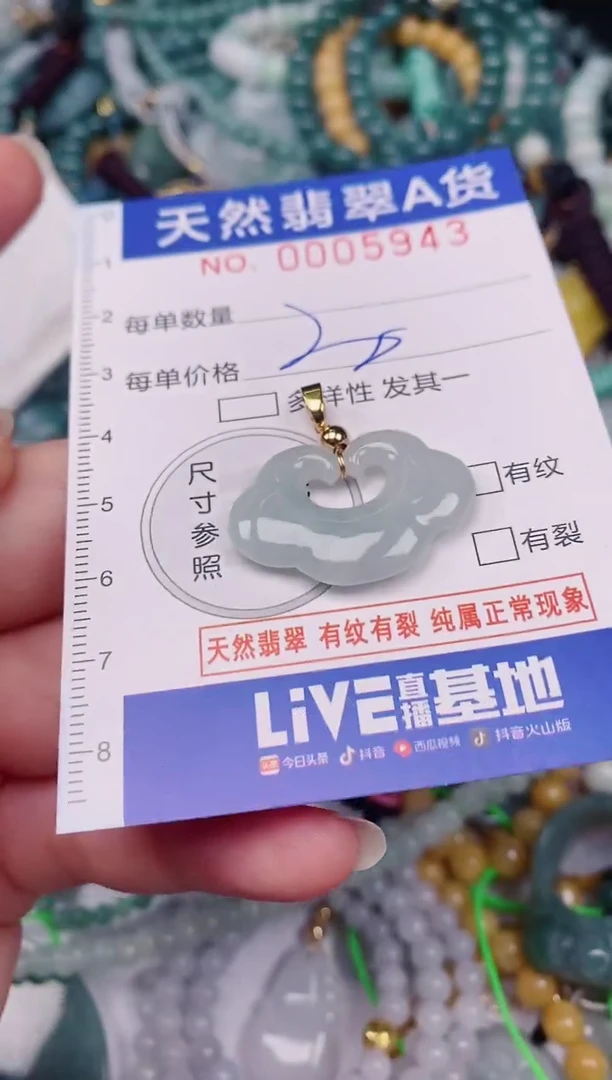 天然翡翠A货
NO. 0005943
1
2 每单数量
3 每单价格
多样性 发其一
4
尺寸参照
5
有纹
6
有裂
天然翡翠 有纹有裂 纯属正常现象
7
LiVE直播基地
8
头条 今日头条 抖音 西瓜视频 抖音火山版